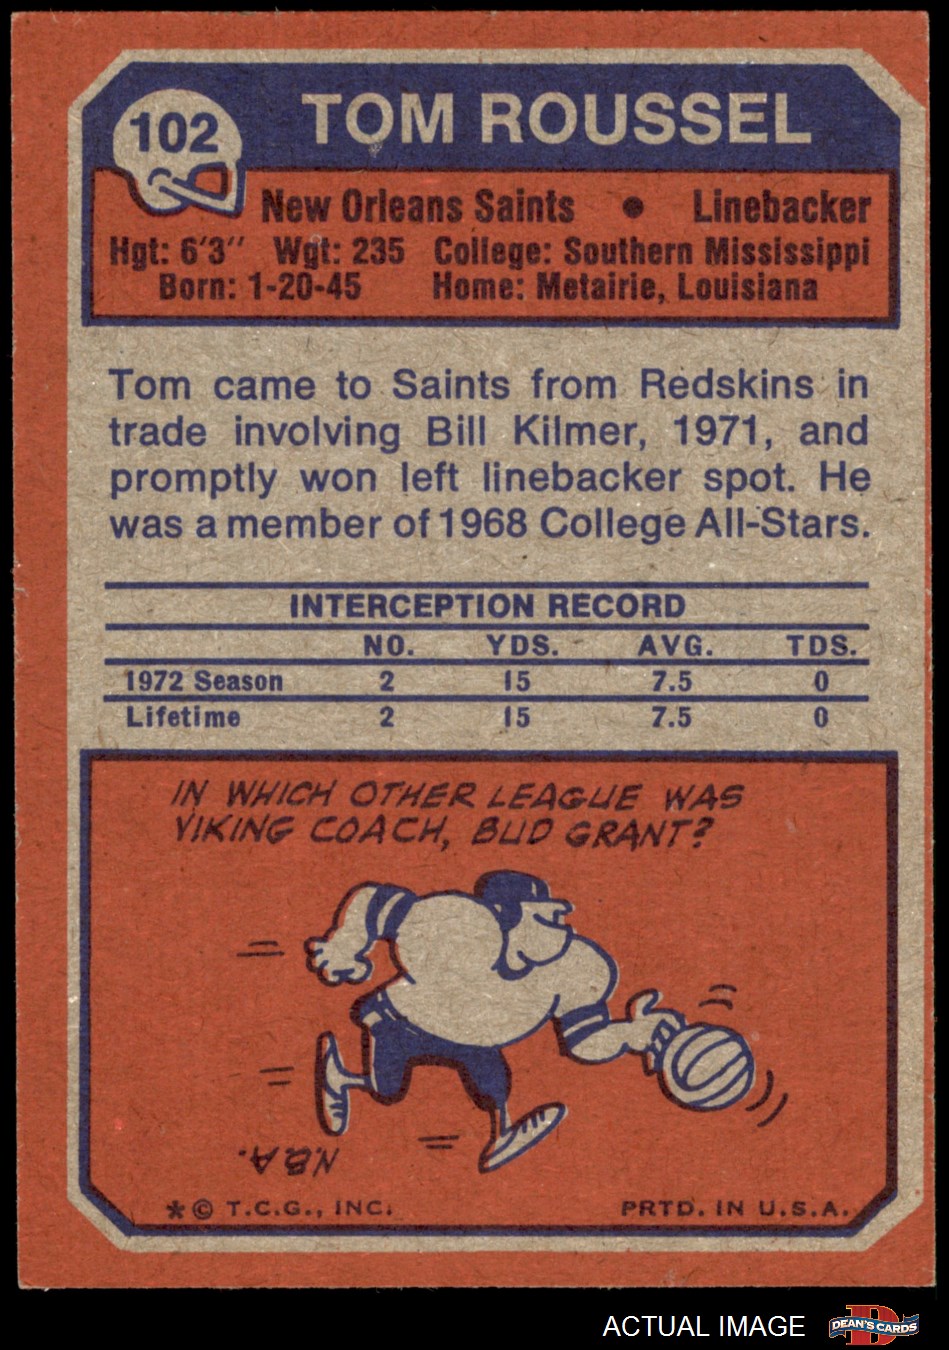 102
TOM ROUSSEL
New Orleans Saints • Linebacker
Hgt: 6'3" Wgt: 235 College: Southern Mississippi
Born: 1-20-45 Home: Metairie, Louisiana
Tom came to Saints from Redskins in
trade involving Bill Kilmer, 1971, and
promptly won left linebacker spot. He
was a member of 1968 College All-Stars.
INTERCEPTION RECORD
NO. YDS. AVG. TDS.
1972 Season 2 15 7.5 0
Lifetime 2 15 7.5 0
IN WHICH OTHER LEAGUE WAS
VIKING COACH, BUD GRANT?
N.B.A.
* © T.C.G., INC. PRTD. IN U.S.A.
ACTUAL IMAGE
D
DEAN'S CARDS